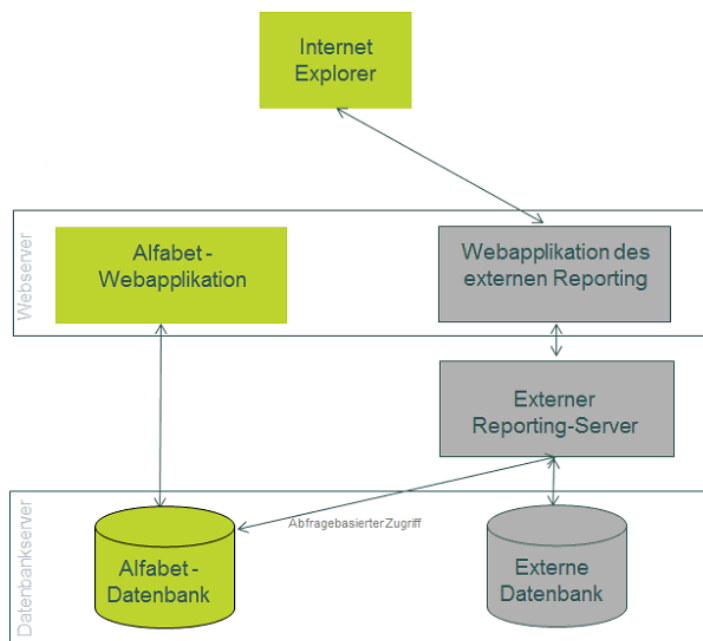 Internet
Explorer
Webserver
Alfabet -
Webapplikation
Webapplikation des
externen Reporting
Externer
Reporting-Server
Datenbankserver
Abfragebasierter Zugriff
Alfabet -
Datenbank
Externe
Datenbank